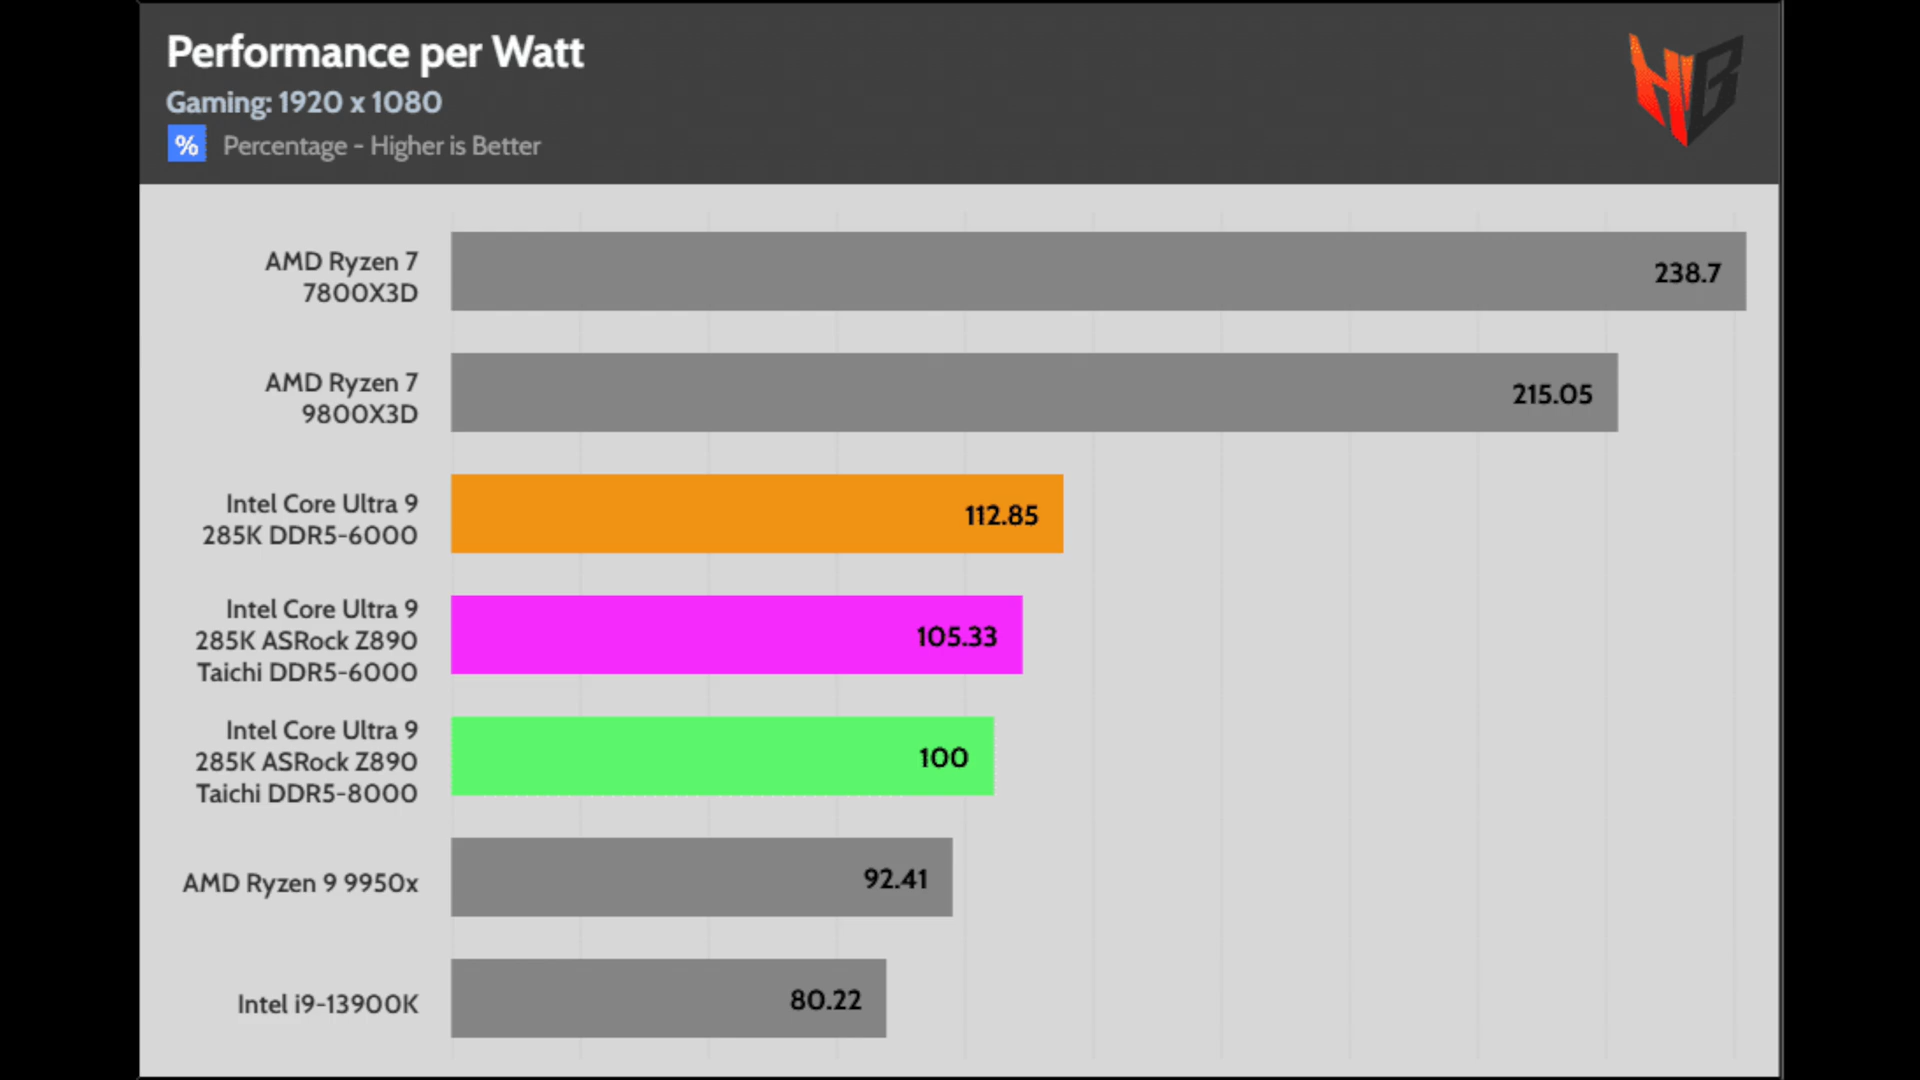 Performance per Watt
Gaming: 1920 x 1080
% Percentage - Higher is Better
HB
AMD Ryzen 7
7800X3D
238.7
AMD Ryzen 7
9800X3D
215.05
Intel Core Ultra 9
285K DDR5-6000
112.85
Intel Core Ultra 9
285K ASRock Z890
Taichi DDR5-6000
105.33
Intel Core Ultra 9
285K ASRock Z890
Taichi DDR5-8000
100
AMD Ryzen 9 9950x
92.41
Intel i9-13900K
80.22